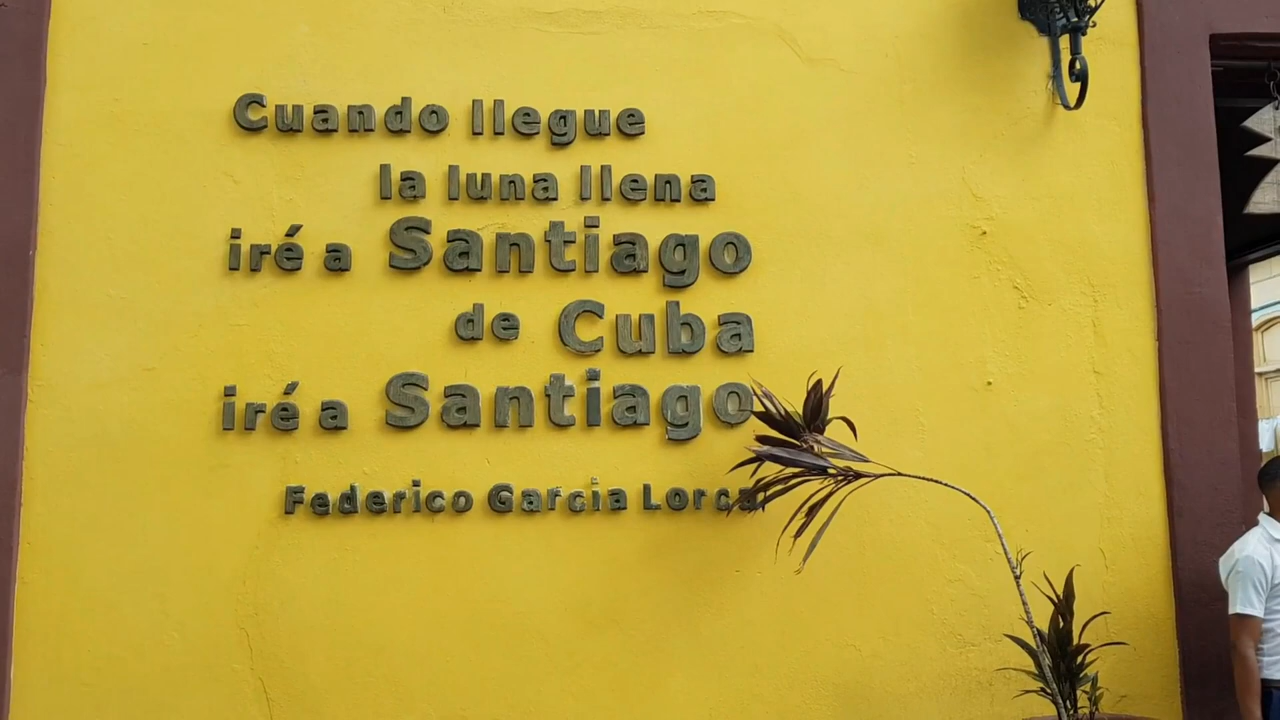 Cuando llegue
la luna llena
iré a Santiago
de Cuba
iré a Santiago
Federico Garcia Lorca